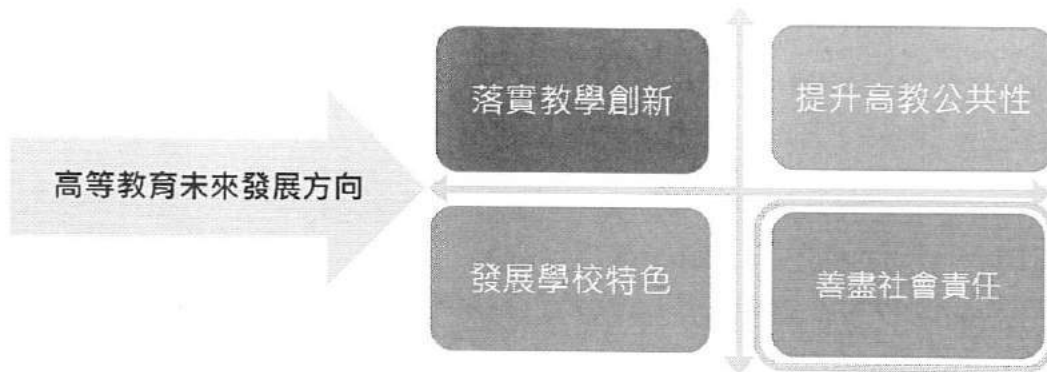 高等教育未來發展方向
落實教學創新
提升高教公共性
發展學校特色
善盡社會責任